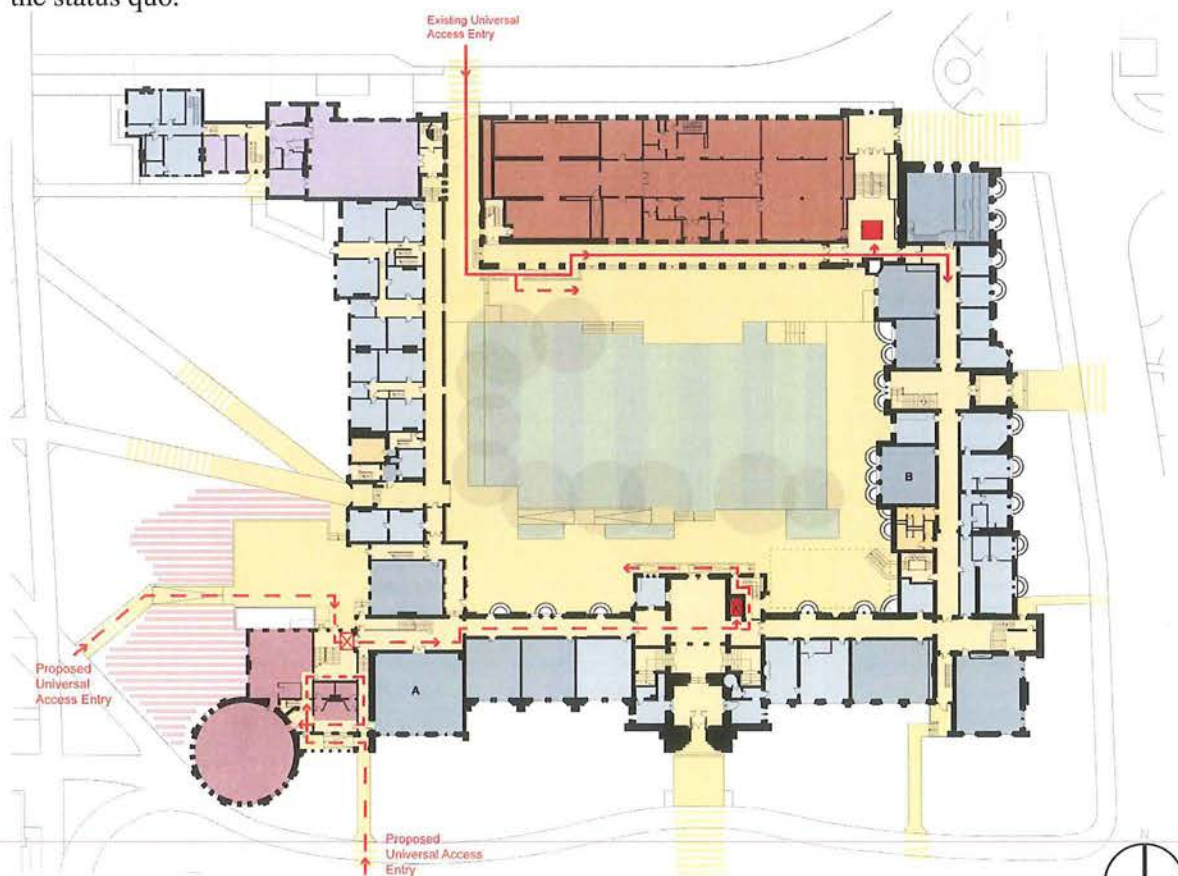 the status quo.
Existing Universal
Access Entry
B
A
Proposed
Universal
Access Entry
Proposed
Universal Access
Entry
N